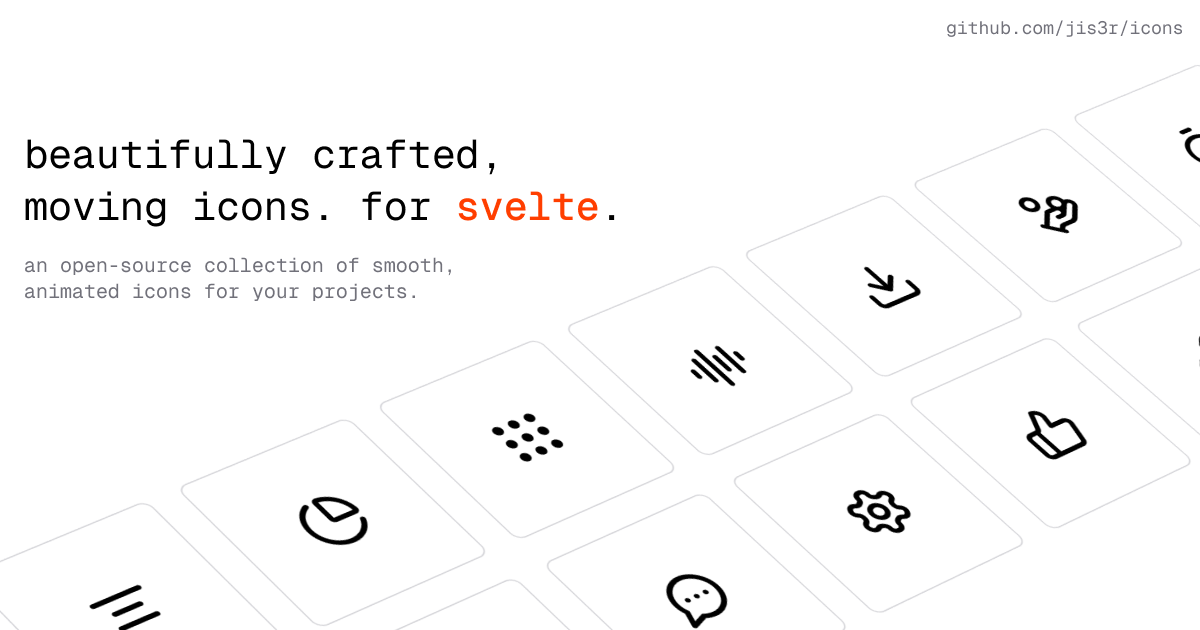 github.com/jis3r/icons
beautifully crafted,
moving icons. for svelte.
an open-source collection of smooth,
animated icons for your projects.